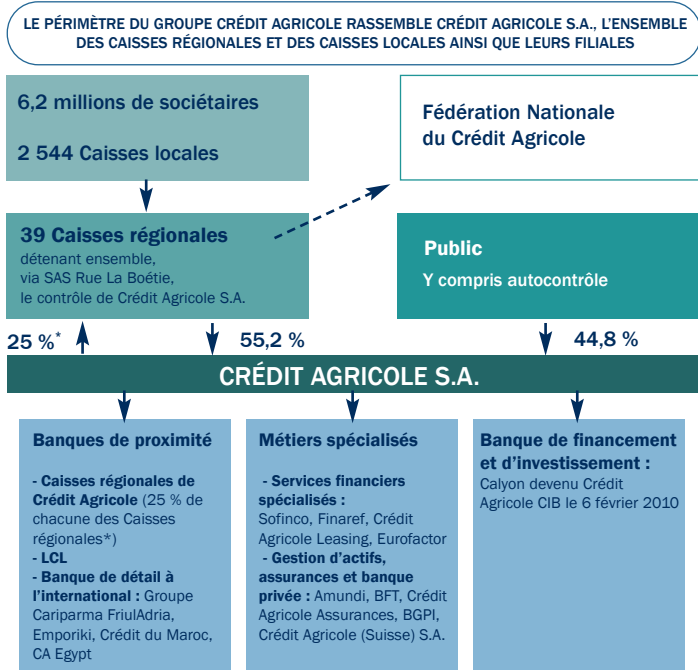 LE PÉRIMÈTRE DU GROUPE CRÉDIT AGRICOLE RASSEMBLE CRÉDIT AGRICOLE S.A., L'ENSEMBLE
DES CAISSES RÉGIONALES ET DES CAISSES LOCALES AINSI QUE LEURS FILIALES
6,2 millions de sociétaires
2 544 Caisses locales
Fédération Nationale
du Crédit Agricole
39 Caisses régionales
détenant ensemble,
via SAS Rue La Boétie,
le contrôle de Crédit Agricole S.A.
Public
Y compris autocontrôle
25 %*
55,2 %
44,8 %
CRÉDIT AGRICOLE S.A.
Banques de proximité
- Caisses régionales de
Crédit Agricole (25 % de
chacune des Caisses
régionales*)
- LCL
- Banque de détail à
l'international : Groupe
Cariparma FriulAdria,
Emporiki, Crédit du Maroc,
CA Egypt
Métiers spécialisés
- Services financiers
spécialisés :
Sofinco, Finaref, Crédit
Agricole Leasing, Eurofactor
- Gestion d'actifs,
assurances et banque
privée : Amundi, BFT, Crédit
Agricole Assurances, BGPI,
Crédit Agricole (Suisse) S.A.
Banque de financement
et d'investissement :
Calyon devenu Crédit
Agricole CIB le 6 février 2010